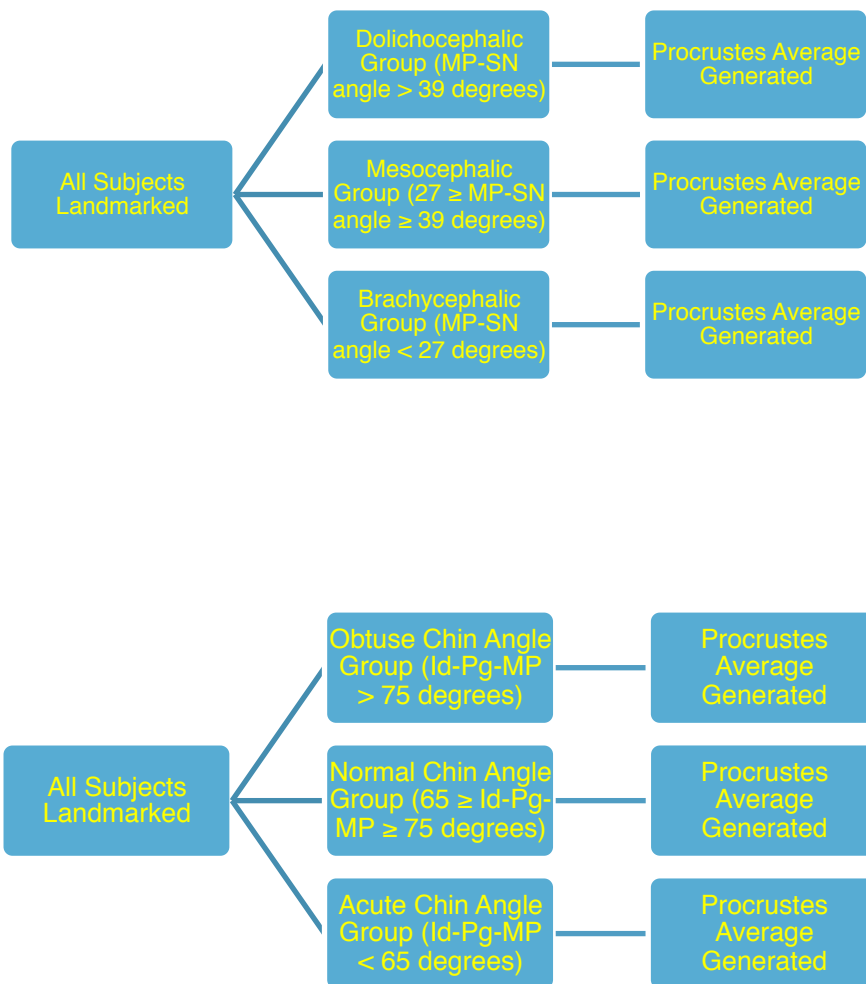 All Subjects
Landmarked
Dolichocephalic
Group (MP-SN
angle > 39 degrees)
Procrustes Average
Generated
Mesocephalic
Group (27 ≥ MP-SN
angle ≥ 39 degrees)
Procrustes Average
Generated
Brachycephalic
Group (MP-SN
angle < 27 degrees)
Procrustes Average
Generated
All Subjects
Landmarked
Obtuse Chin Angle
Group (Id-Pg-MP
> 75 degrees)
Procrustes
Average
Generated
Normal Chin Angle
Group (65 ≥ Id-Pg-
MP ≥ 75 degrees)
Procrustes
Average
Generated
Acute Chin Angle
Group (Id-Pg-MP
< 65 degrees)
Procrustes
Average
Generated